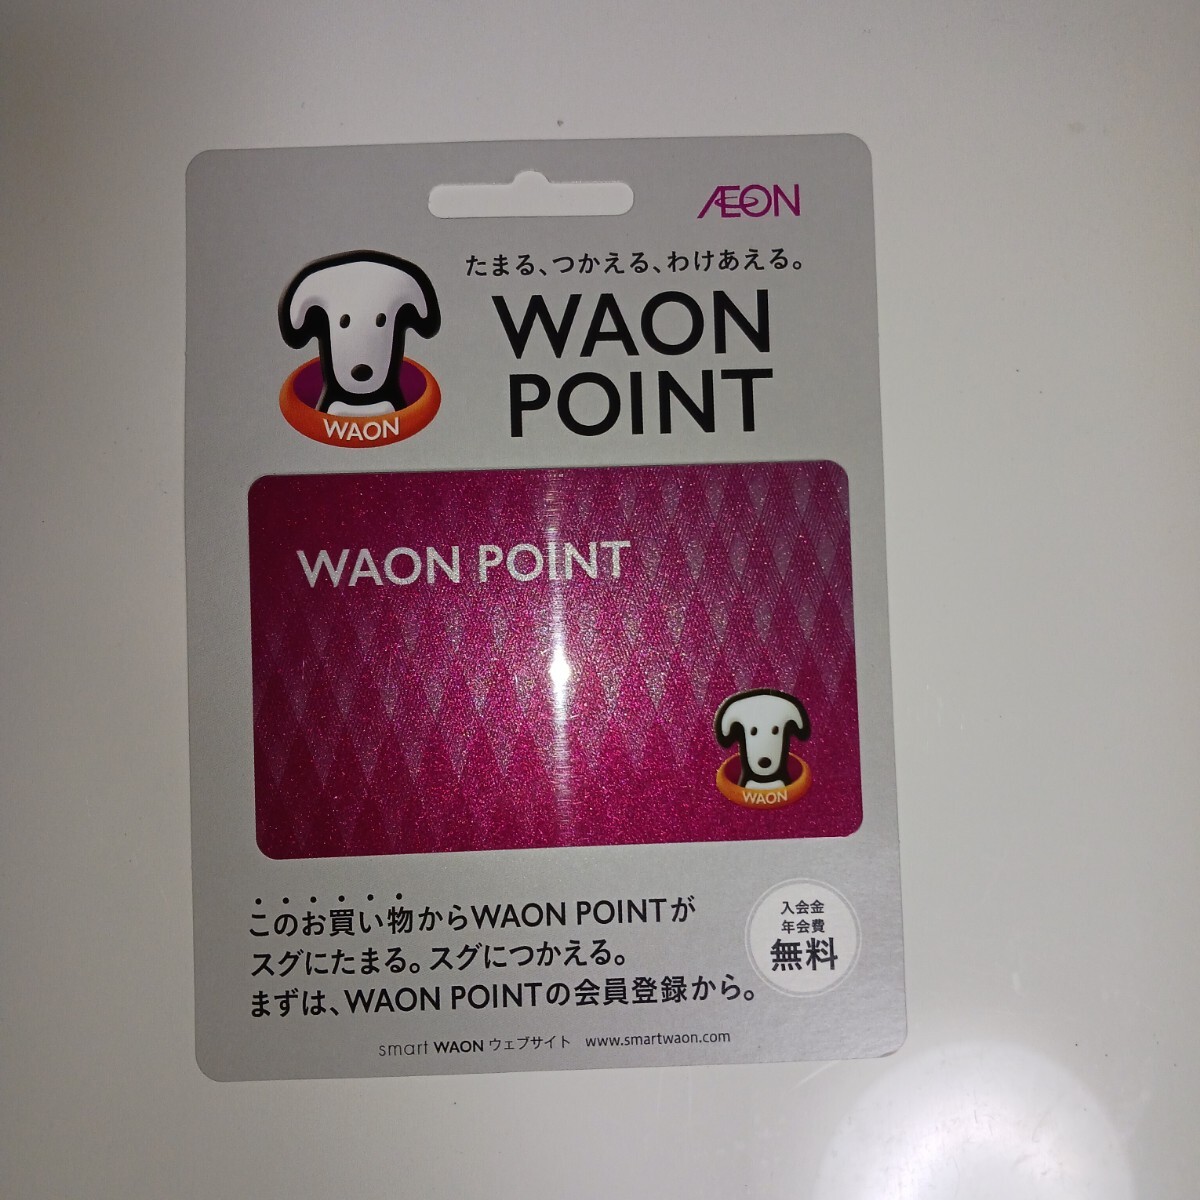 ÆON
たまる、つかえる、わけあえる。
WAON
POINT
WAON
WAON POINT
WAON
このお買い物からWAON POINTが
スグにたまる。スグにつかえる。
まずは、WAON POINTの会員登録から。
入会金
年会費
無料
smart WAON ウェブサイト www.smartwaon.com